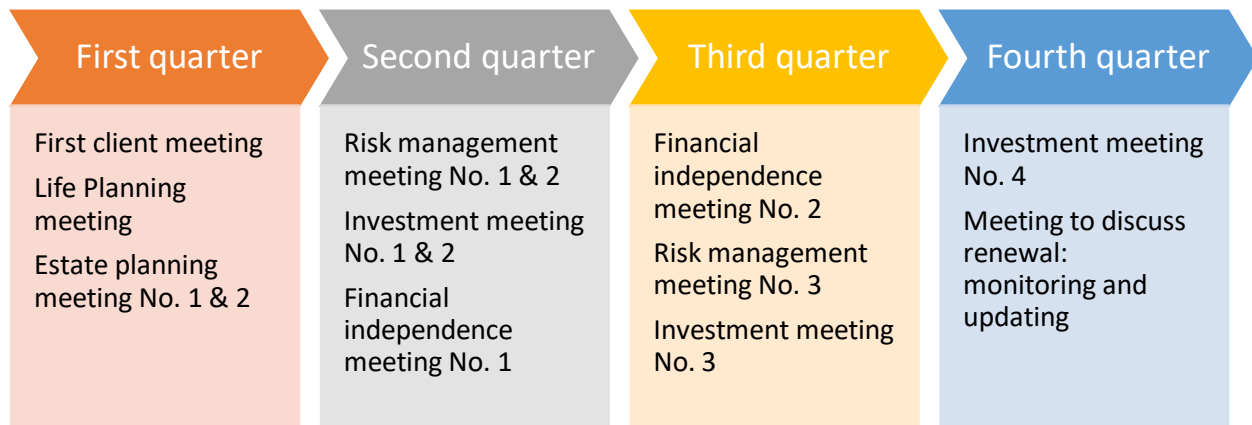 First quarter
Second quarter
Third quarter
Fourth quarter
First client meeting
Life Planning
meeting
Estate planning
meeting No. 1 & 2
Risk management
meeting No. 1 & 2
Investment meeting
No. 1 & 2
Financial
independence
meeting No. 1
Financial
independence
meeting No. 2
Risk management
meeting No. 3
Investment meeting
No. 3
Investment meeting
No. 4
Meeting to discuss
renewal:
monitoring and
updating